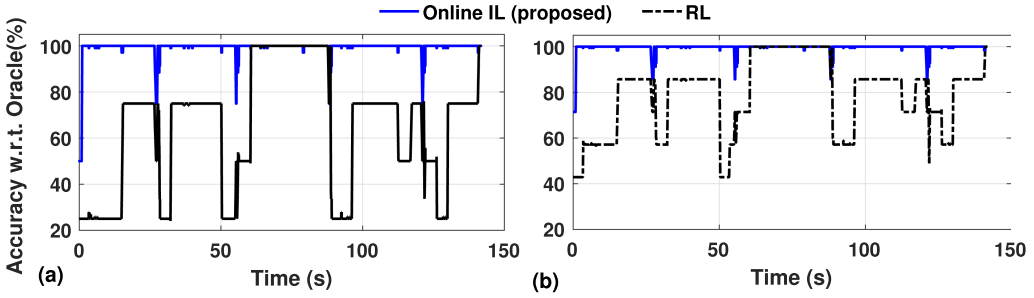 Online IL (proposed) RL
Accuracy w.r.t. Oracle(%)
100
80
60
40
20
0 50 100 150
(a) Time (s)
100
80
60
40
20
0 50 100 150
(b) Time (s)